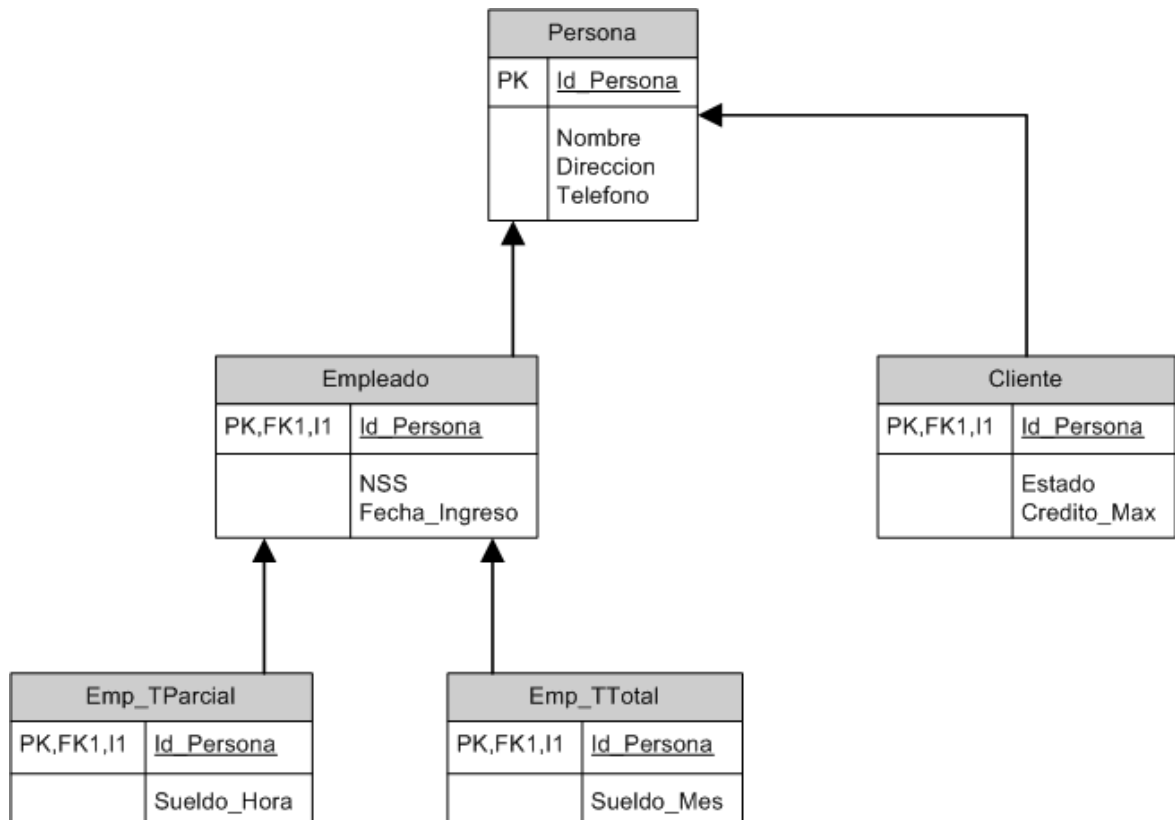 Persona
PK Id_Persona
Nombre
Direccion
Telefono
Empleado
PK,FK1,I1 Id_Persona
NSS
Fecha_Ingreso
Cliente
PK,FK1,I1 Id_Persona
Estado
Credito_Max
Emp_TParcial
PK,FK1,I1 Id_Persona
Sueldo_Hora
Emp_TTotal
PK,FK1,I1 Id_Persona
Sueldo_Mes